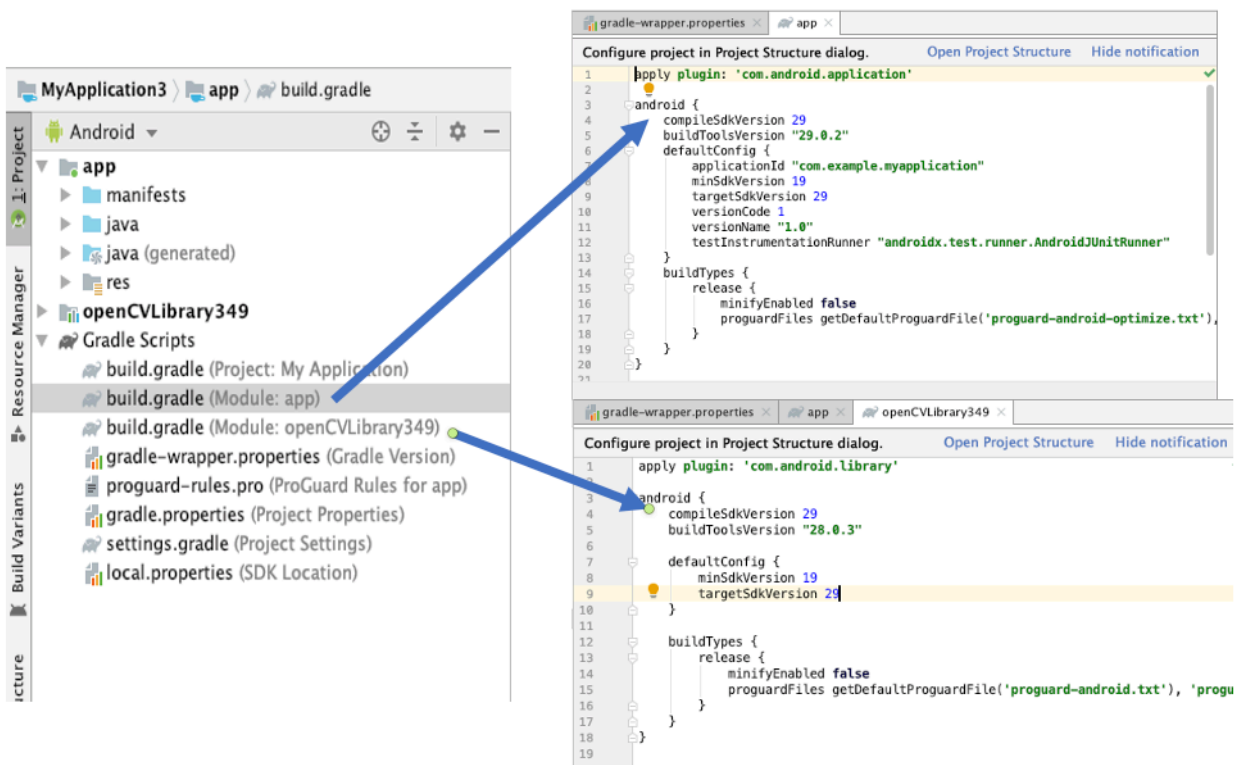 MyApplication3 app build.gradle
1: Project
Resource Manager
Build Variants
Android
app
manifests
java
java (generated)
res
openCVLibrary349
Gradle Scripts
build.gradle (Project: My Application)
build.gradle (Module: app)
build.gradle (Module: openCVLibrary349)
gradle-wrapper.properties (Gradle Version)
proguard-rules.pro (ProGuard Rules for app)
gradle.properties (Project Properties)
settings.gradle (Project Settings)
local.properties (SDK Location)
gradle-wrapper.properties × app ×
Configure project in Project Structure dialog. Open Project Structure Hide notification
1 apply plugin: 'com.android.application'
2
3 android {
4 compileSdkVersion 29
5 buildToolsVersion "29.0.2"
6 defaultConfig {
applicationId "com.example.myapplication"
8 minSdkVersion 19
9 targetSdkVersion 29
10 versionCode 1
11 versionName "1.0"
12 testInstrumentationRunner "androidx.test.runner.AndroidJUnitRunner"
13 }
14 buildTypes {
15 release {
16 minifyEnabled false
17 proguardFiles getDefaultProguardFile('proguard-android-optimize.txt'),
18 }
19 }
20 }
21
gradle-wrapper.properties × app × openCVLibrary349 ×
Configure project in Project Structure dialog. Open Project Structure Hide notification
1 apply plugin: 'com.android.library'
2
3 android {
4 compileSdkVersion 29
5 buildToolsVersion "28.0.3"
6
7 defaultConfig {
8 minSdkVersion 19
9 targetSdkVersion 29
10 }
11
12 buildTypes {
13 release {
14 minifyEnabled false
15 proguardFiles getDefaultProguardFile('proguard-android.txt'), 'progu
16 }
17 }
18 }
19